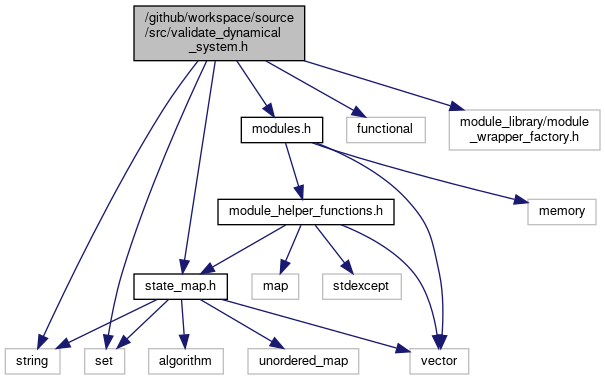 /github/workspace/source
/src/validate_dynamical
_system.h
modules.h
functional
module_library/module
_wrapper_factory.h
module_helper_functions.h
memory
state_map.h
map
stdexcept
string
set
algorithm
unordered_map
vector